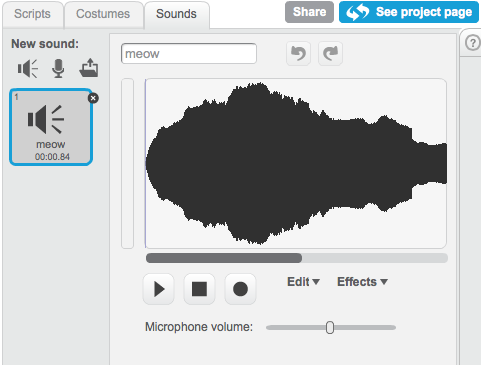 Scripts Costumes Sounds Share See project page
New sound:
meow
1
meow
00:00.84
Edit Effects
Microphone volume:
?